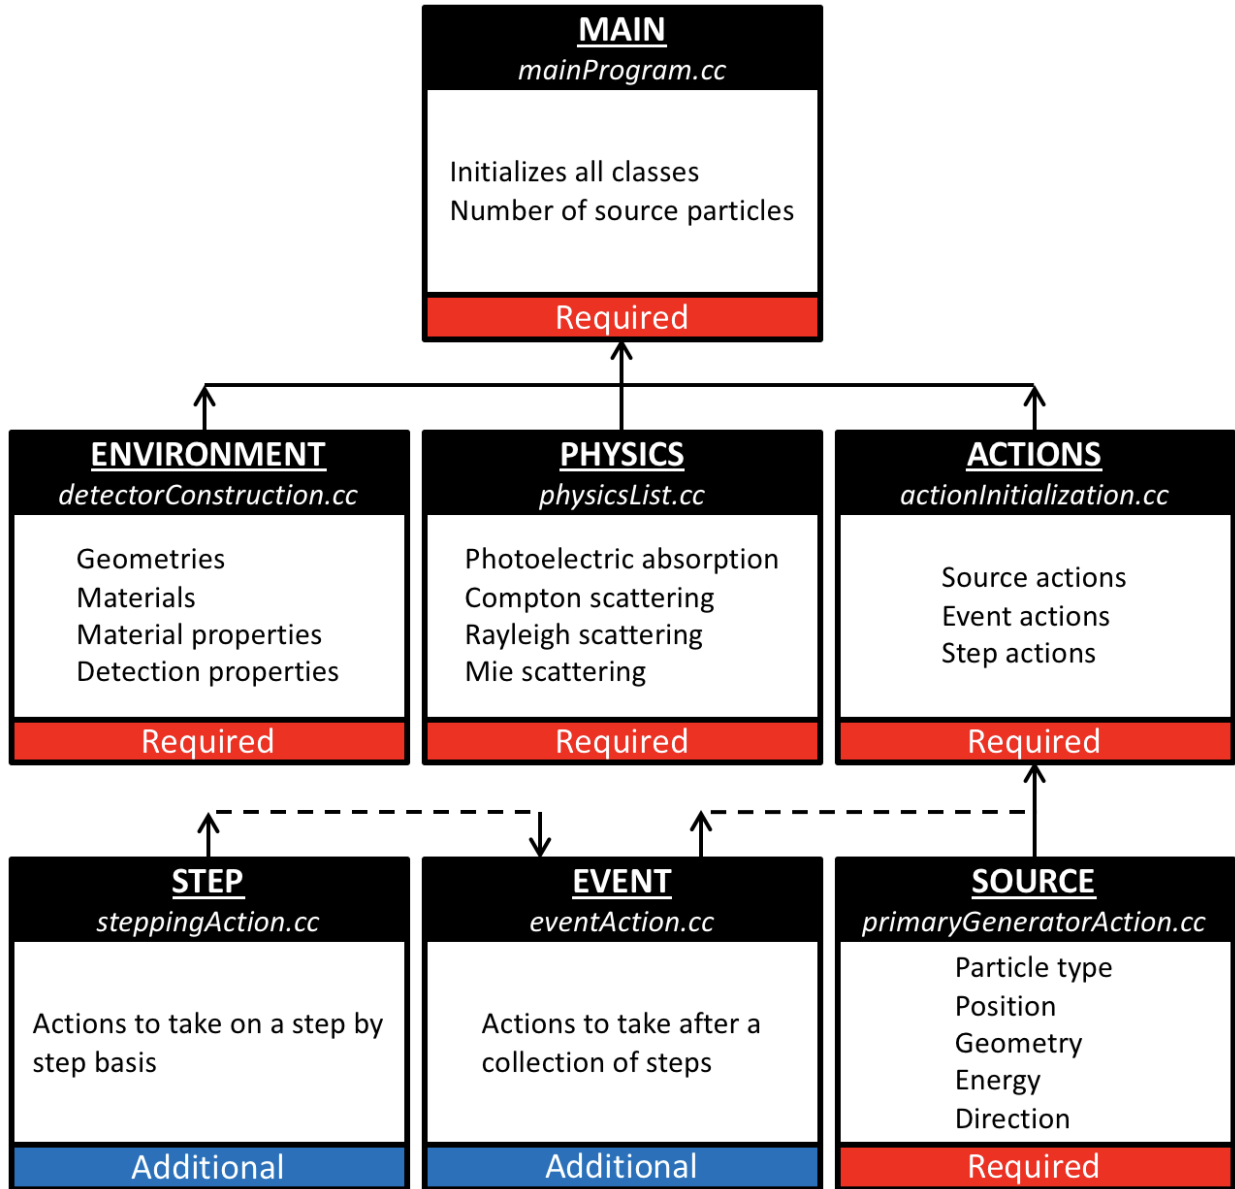 MAIN
mainProgram.cc
Initializes all classes
Number of source particles
Required
ENVIRONMENT
detectorConstruction.cc
Geometries
Materials
Material properties
Detection properties
Required
PHYSICS
physicsList.cc
Photoelectric absorption
Compton scattering
Rayleigh scattering
Mie scattering
Required
ACTIONS
actionInitialization.cc
Source actions
Event actions
Step actions
Required
STEP
steppingAction.cc
Actions to take on a step by
step basis
Additional
EVENT
eventAction.cc
Actions to take after a
collection of steps
Additional
SOURCE
primaryGeneratorAction.cc
Particle type
Position
Geometry
Energy
Direction
Required